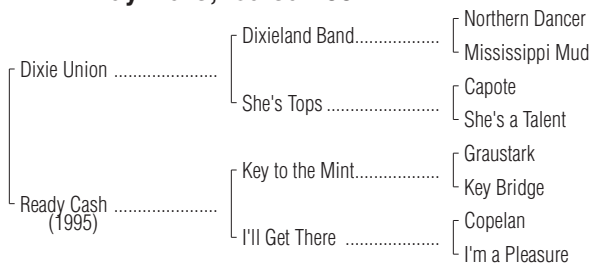 Dixie Union
Dixieland Band
Northern Dancer
Mississippi Mud
She's Tops
Capote
She's a Talent
Ready Cash
(1995)
Key to the Mint
Graustark
Key Bridge
I'll Get There
Copelan
I'm a Pleasure